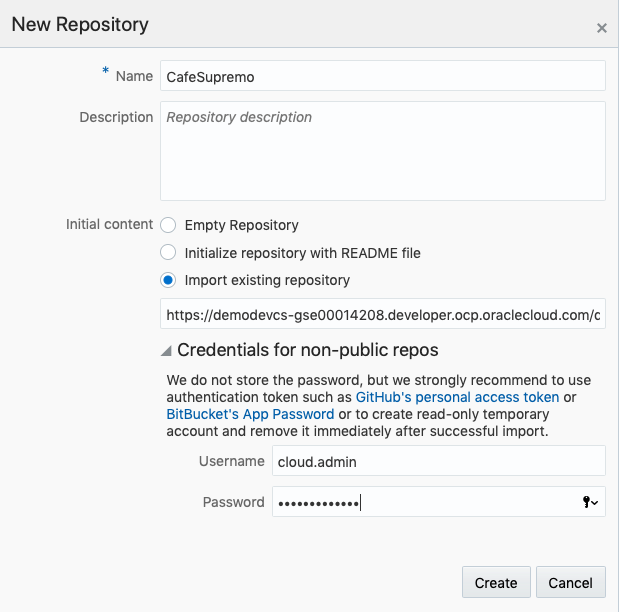 New Repository
* Name CafeSupremo
Description Repository description
Initial content Empty Repository
Initialize repository with README file
Import existing repository
https://demodevcs-gse00014208.developer.ocp.oraclecloud.com/
Credentials for non-public repos
We do not store the password, but we strongly recommend to use
authentication token such as GitHub's personal access token or
BitBucket's App Password or to create read-only temporary
account and remove it immediately after successful import.
Username cloud.admin
Password •••••••••••••
Create Cancel